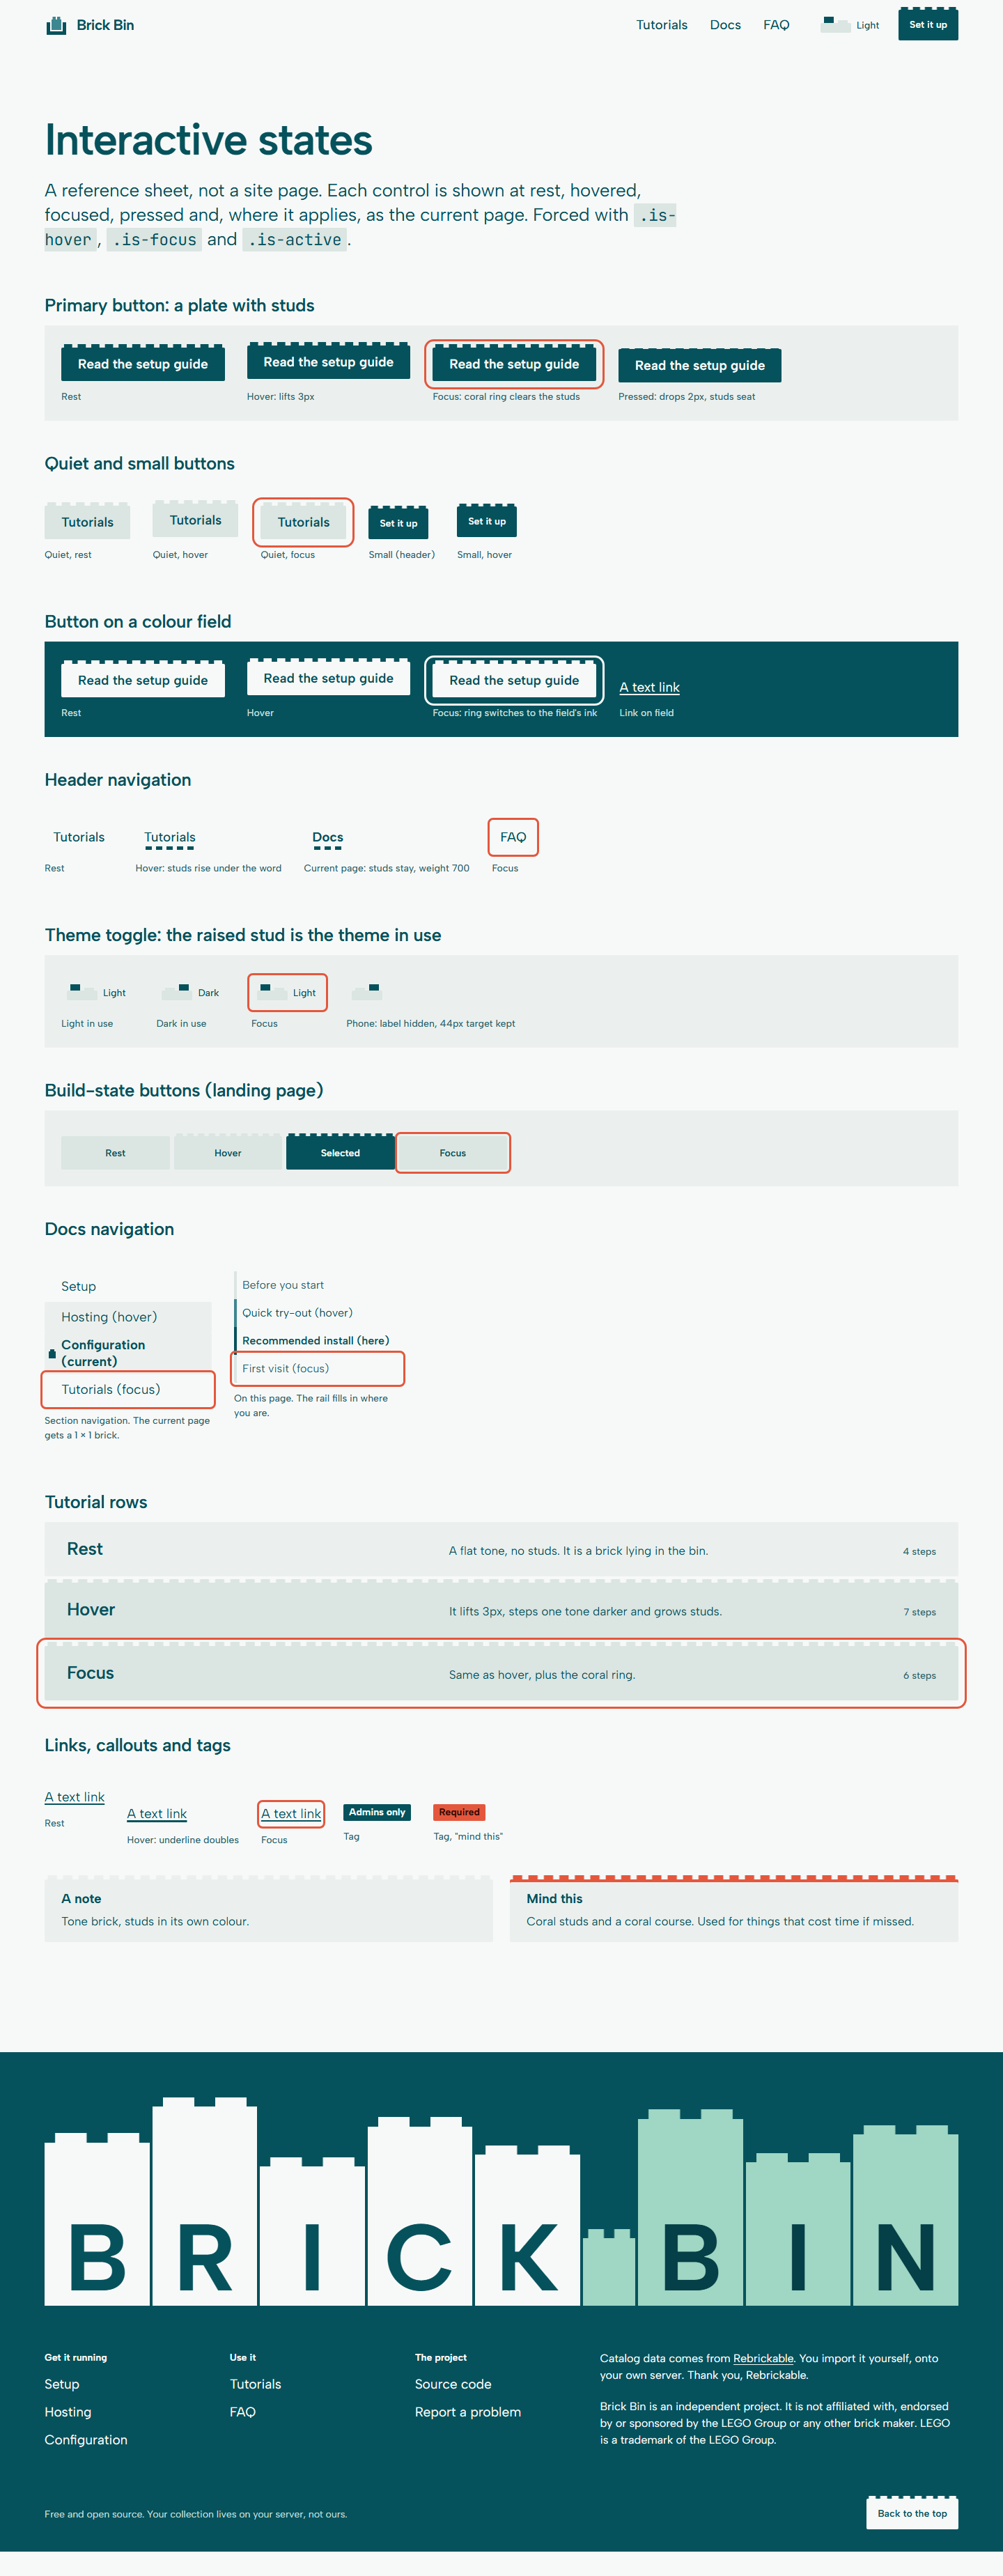 Brick Bin
Tutorials Docs FAQ Light Set it up
Interactive states
A reference sheet, not a site page. Each control is shown at rest, hovered,
focused, pressed and, where it applies, as the current page. Forced with .is-
hover , .is-focus and .is-active .
Primary button: a plate with studs
Read the setup guide Read the setup guide Read the setup guide Read the setup guide
Rest Hover: lifts 3px Focus: coral ring clears the studs Pressed: drops 2px, studs seat
Quiet and small buttons
Tutorials Tutorials Tutorials Set it up Set it up
Quiet, rest Quiet, hover Quiet, focus Small (header) Small, hover
Button on a colour field
Read the setup guide Read the setup guide Read the setup guide A text link
Rest Hover Focus: ring switches to the field's ink Link on field
Header navigation
Tutorials Tutorials Docs FAQ
Rest Hover: studs rise under the word Current page: studs stay, weight 700 Focus
Theme toggle: the raised stud is the theme in use
Light Dark Light
Light in use Dark in use Focus Phone: label hidden, 44px target kept
Build-state buttons (landing page)
Rest Hover Selected Focus
Docs navigation
Setup
Hosting (hover)
Configuration
(current)
Tutorials (focus)
Section navigation. The current page
gets a 1 × 1 brick.
Before you start
Quick try-out (hover)
Recommended install (here)
First visit (focus)
On this page. The rail fills in where
you are.
Tutorial rows
Rest A flat tone, no studs. It is a brick lying in the bin. 4 steps
Hover It lifts 3px, steps one tone darker and grows studs. 7 steps
Focus Same as hover, plus the coral ring. 6 steps
Links, callouts and tags
A text link
Rest
A text link
Hover: underline doubles
A text link
Focus
Admins only
Tag
Required
Tag, "mind this"
A note
Tone brick, studs in its own colour.
Mind this
Coral studs and a coral course. Used for things that cost time if missed.
BRICK BIN
Get it running
Setup
Hosting
Configuration
Use it
Tutorials
FAQ
The project
Source code
Report a problem
Catalog data comes from Rebrickable. You import it yourself, onto
your own server. Thank you, Rebrickable.
Brick Bin is an independent project. It is not affiliated with, endorsed
by or sponsored by the LEGO Group or any other brick maker. LEGO
is a trademark of the LEGO Group.
Free and open source. Your collection lives on your server, not ours.
Back to the top